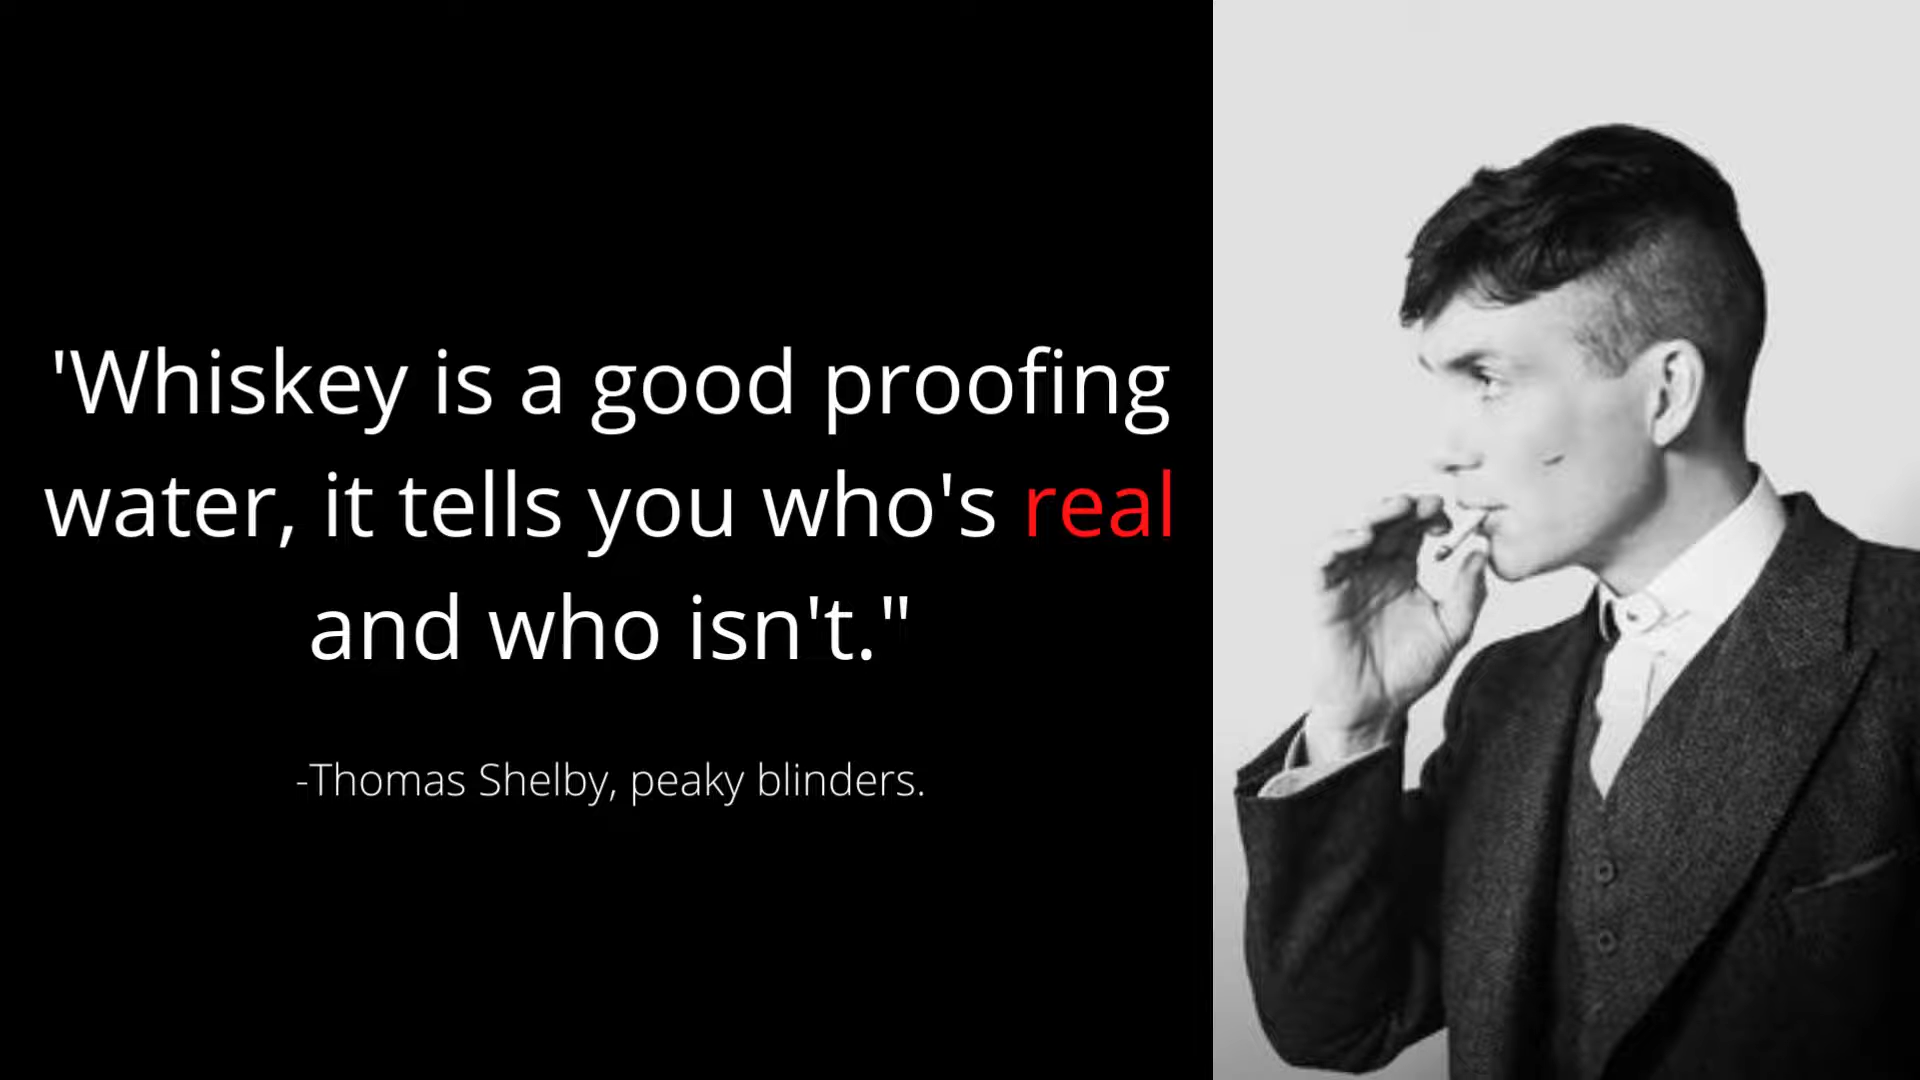 'Whiskey is a good proofing
water, it tells you who's real
and who isn't."
-Thomas Shelby, peaky blinders.